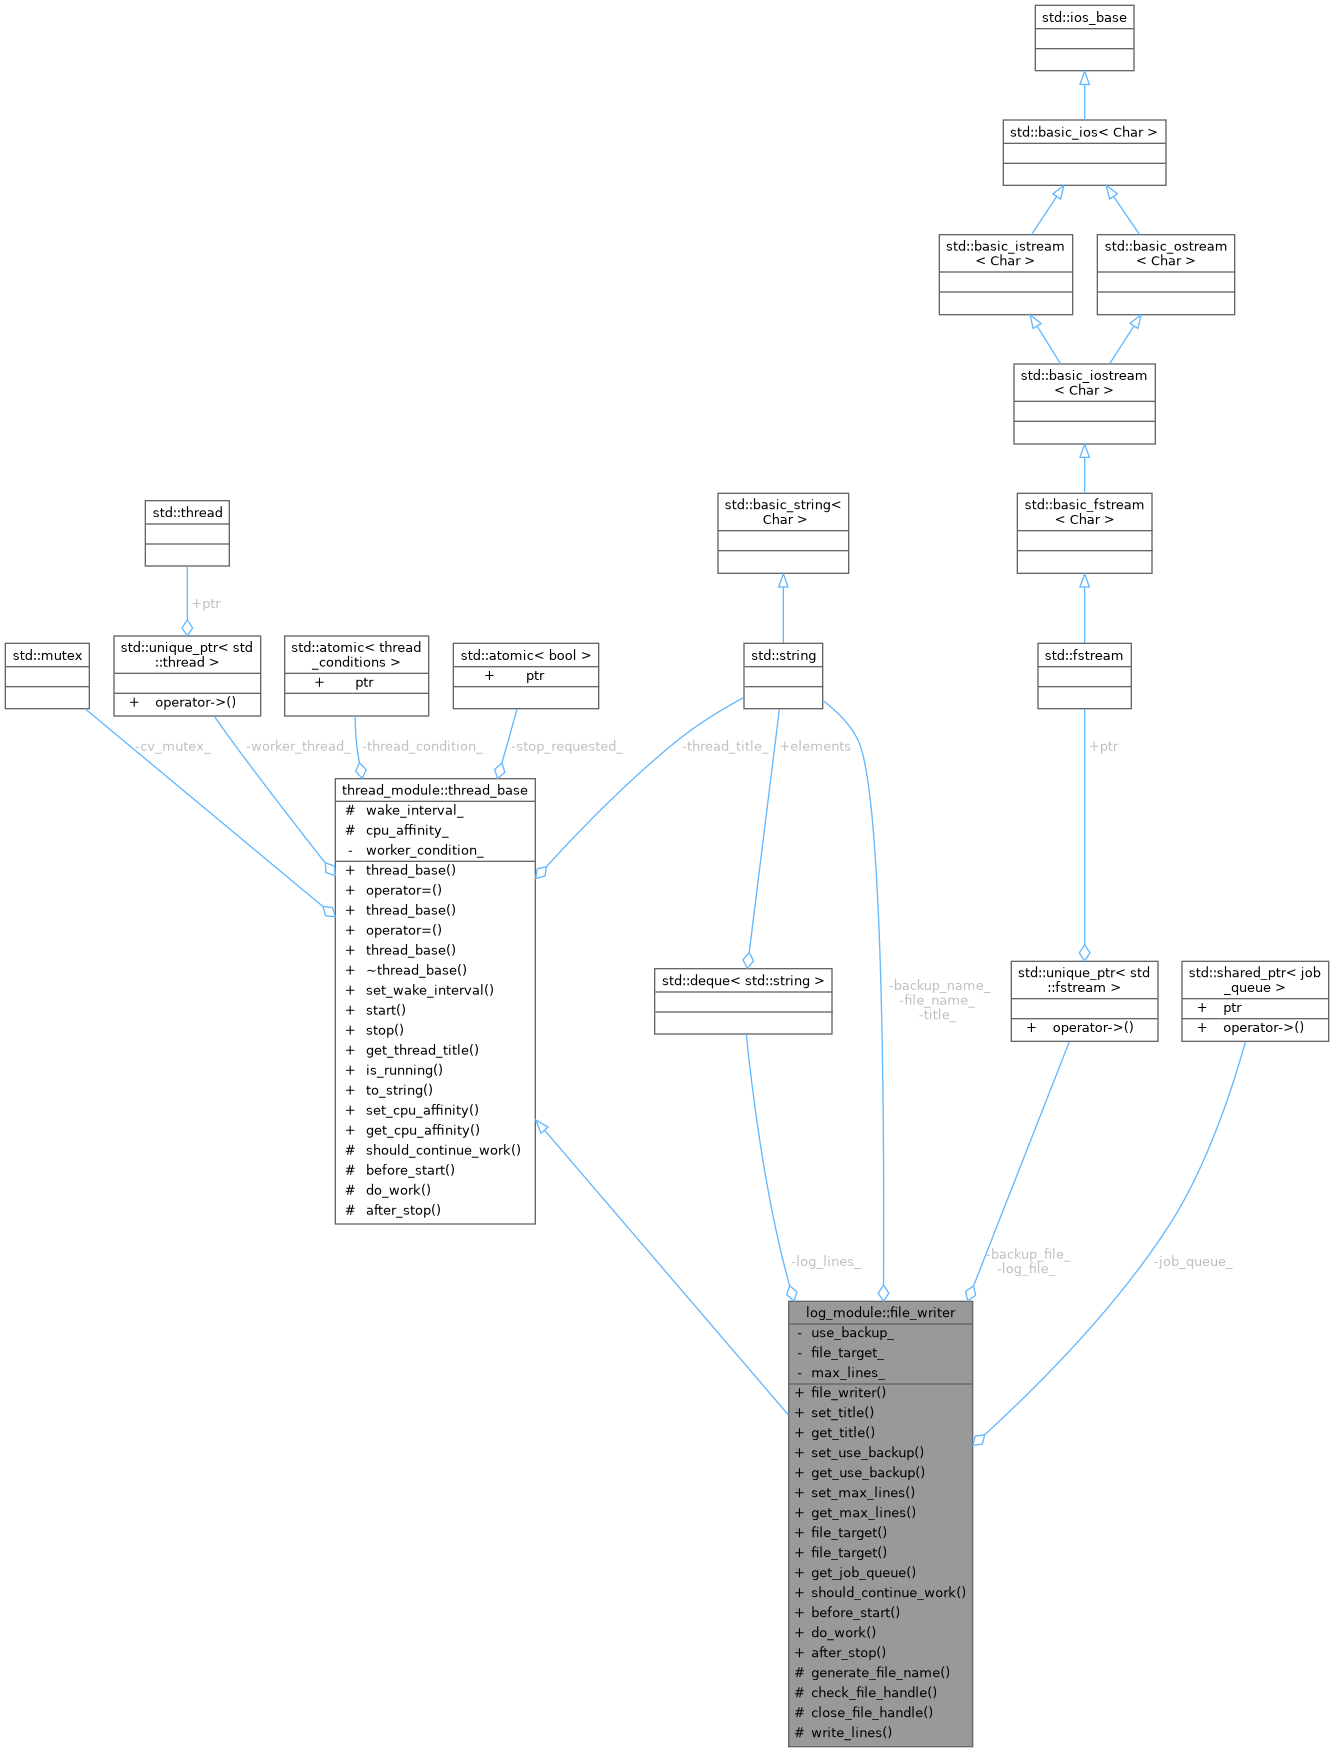 std::ios_base
std::basic_ios< Char >
std::basic_istream
< Char >
std::basic_ostream
< Char >
std::basic_iostream
< Char >
std::basic_string<
Char >
std::basic_fstream
< Char >
std::thread
+ptr
std::mutex
std::unique_ptr< std
::thread >
+ operator->()
std::atomic< thread
_conditions >
+ ptr
std::atomic< bool >
+ ptr
std::string
std::fstream
-cv_mutex_
-worker_thread_
-thread_condition_
-stop_requested_
-thread_title_
+elements
+ptr
thread_module::thread_base
# wake_interval_
# cpu_affinity_
- worker_condition_
+ thread_base()
+ operator=()
+ thread_base()
+ operator=()
+ thread_base()
+ ~thread_base()
+ set_wake_interval()
+ start()
+ stop()
+ get_thread_title()
+ is_running()
+ to_string()
+ set_cpu_affinity()
+ get_cpu_affinity()
# should_continue_work()
# before_start()
# do_work()
# after_stop()
std::deque< std::string >
-backup_name_
-file_name_
-title_
std::unique_ptr< std
::fstream >
+ operator->()
std::shared_ptr< job
_queue >
+ ptr
+ operator->()
-log_lines_
-backup_file_
-log_file_
-job_queue_
log_module::file_writer
- use_backup_
- file_target_
- max_lines_
+ file_writer()
+ set_title()
+ get_title()
+ set_use_backup()
+ get_use_backup()
+ set_max_lines()
+ get_max_lines()
+ file_target()
+ file_target()
+ get_job_queue()
+ should_continue_work()
+ before_start()
+ do_work()
+ after_stop()
# generate_file_name()
# check_file_handle()
# close_file_handle()
# write_lines()